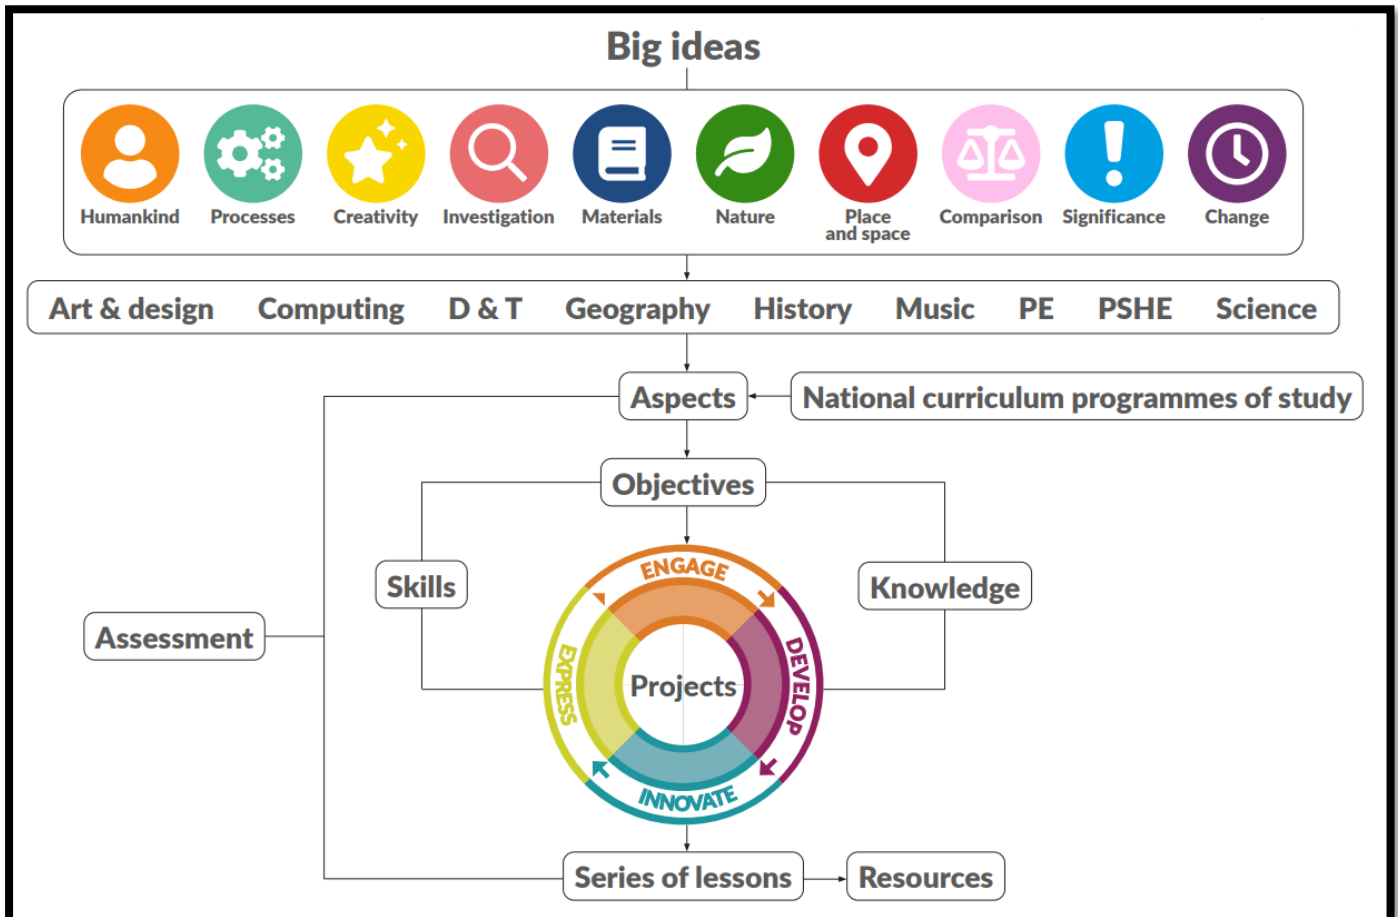 Big ideas
Humankind
Processes
Creativity
Investigation
Materials
Nature
Place
and space
Comparison
Significance
Change
Art & design Computing D & T Geography History Music PE PSHE Science
Aspects
National curriculum programmes of study
Objectives
Skills
Knowledge
Assessment
ENGAGE
DEVELOP
INNOVATE
EXPRESS
Projects
Series of lessons
Resources